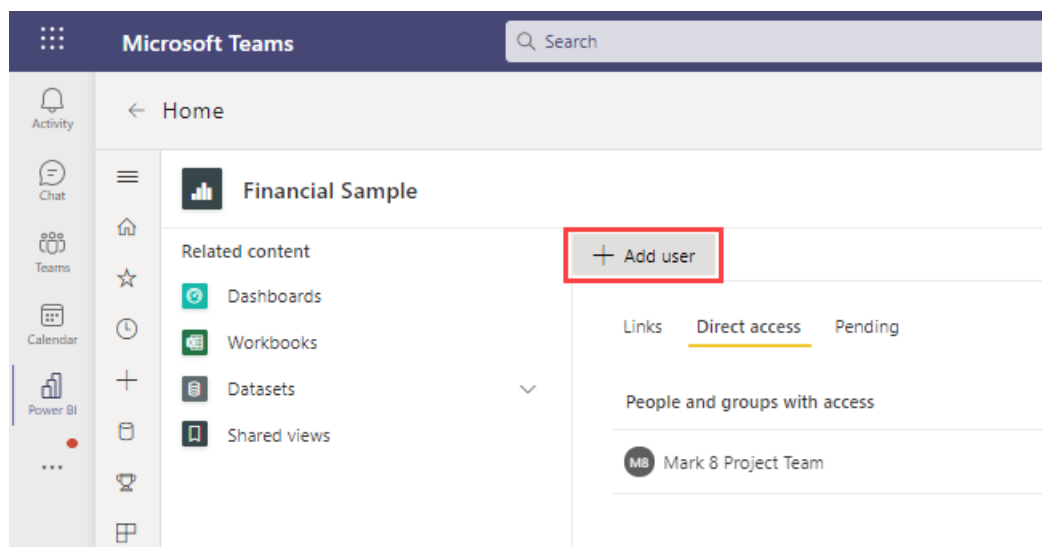 Microsoft Teams
Search
Activity
Chat
Teams
Calendar
Power BI
Home
Financial Sample
Related content
Dashboards
Workbooks
Datasets
Shared views
Add user
Links Direct access Pending
People and groups with access
M8 Mark 8 Project Team